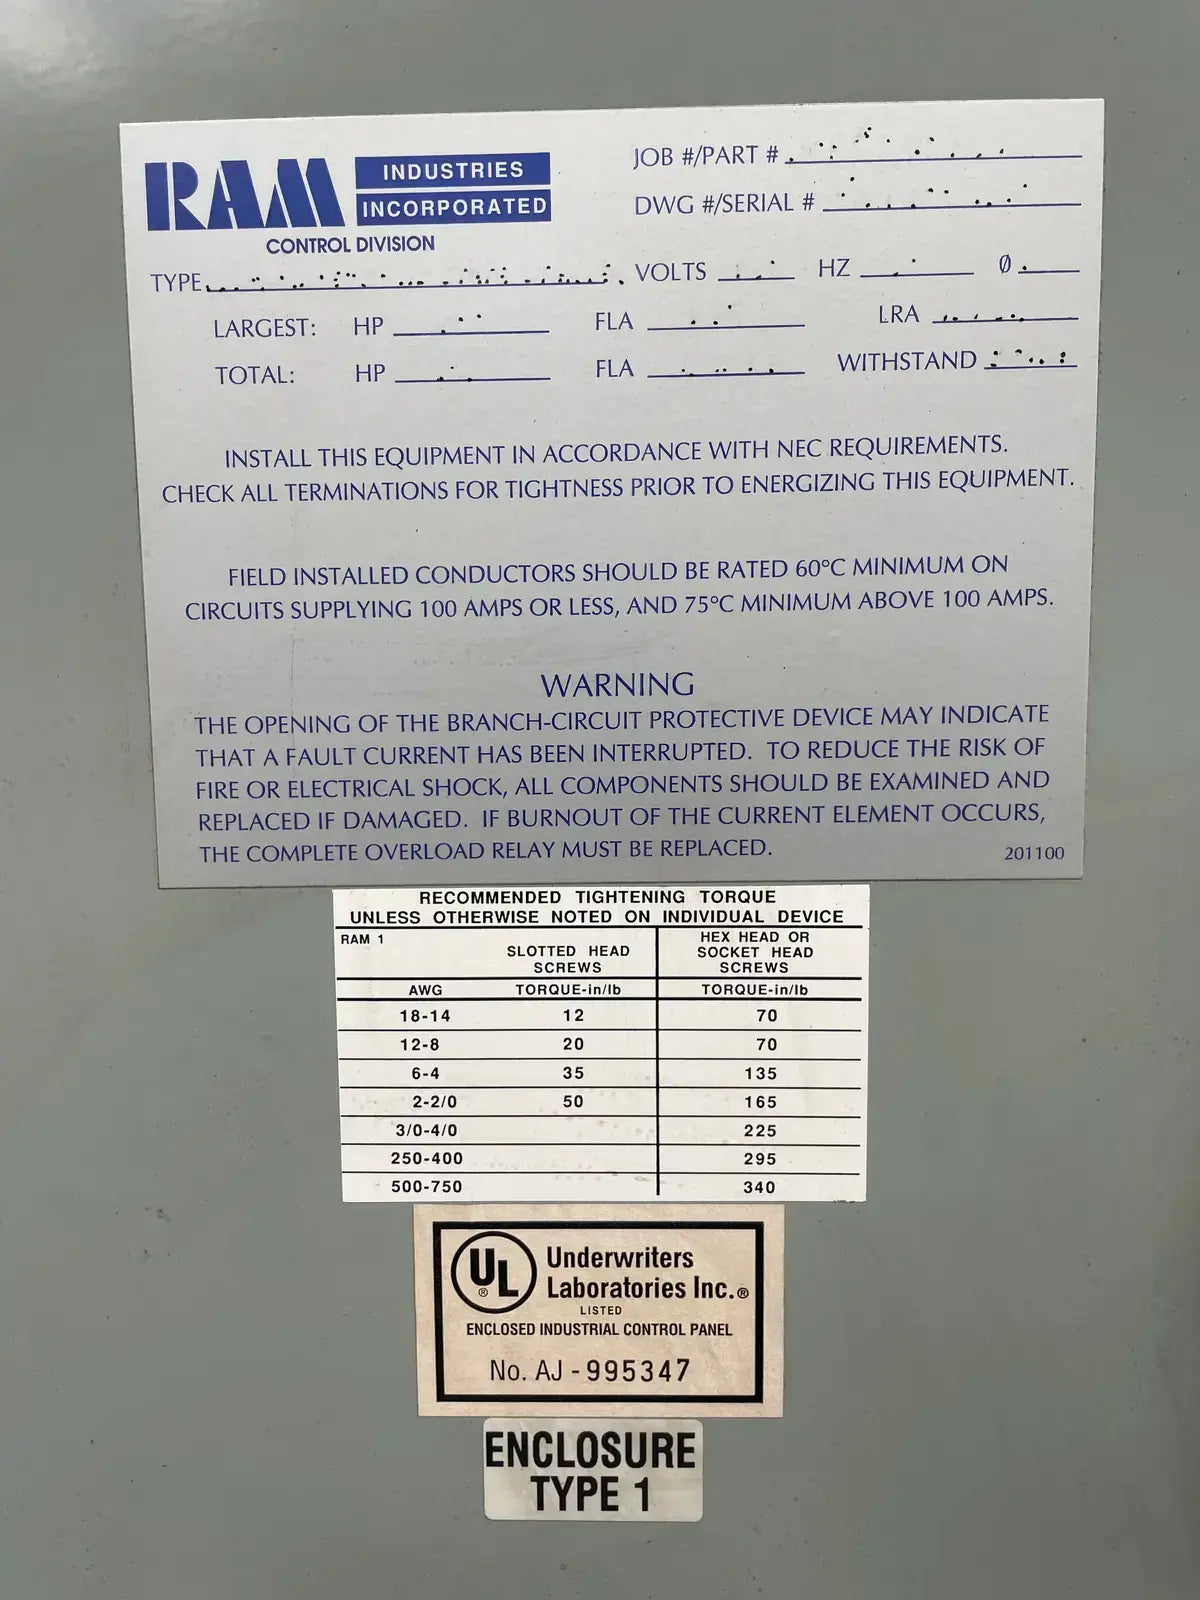 RAM INDUSTRIES
INCORPORATED
CONTROL DIVISION
JOB #/PART #
DWG #/SERIAL #
TYPE VOLTS HZ Ø
LARGEST: HP FLA LRA
TOTAL: HP FLA WITHSTAND
INSTALL THIS EQUIPMENT IN ACCORDANCE WITH NEC REQUIREMENTS.
CHECK ALL TERMINATIONS FOR TIGHTNESS PRIOR TO ENERGIZING THIS EQUIPMENT.
FIELD INSTALLED CONDUCTORS SHOULD BE RATED 60°C MINIMUM ON
CIRCUITS SUPPLYING 100 AMPS OR LESS, AND 75°C MINIMUM ABOVE 100 AMPS.
WARNING
THE OPENING OF THE BRANCH-CIRCUIT PROTECTIVE DEVICE MAY INDICATE
THAT A FAULT CURRENT HAS BEEN INTERRUPTED. TO REDUCE THE RISK OF
FIRE OR ELECTRICAL SHOCK, ALL COMPONENTS SHOULD BE EXAMINED AND
REPLACED IF DAMAGED. IF BURNOUT OF THE CURRENT ELEMENT OCCURS,
THE COMPLETE OVERLOAD RELAY MUST BE REPLACED. 201100
RECOMMENDED TIGHTENING TORQUE
UNLESS OTHERWISE NOTED ON INDIVIDUAL DEVICE
RAM 1
SLOTTED HEAD
SCREWS
HEX HEAD OR
SOCKET HEAD
SCREWS
AWG TORQUE-in/lb TORQUE-in/lb
18-14 12 70
12-8 20 70
6-4 35 135
2-2/0 50 165
3/0-4/0 225
250-400 295
500-750 340
UL® Underwriters
Laboratories Inc.®
LISTED
ENCLOSED INDUSTRIAL CONTROL PANEL
No. AJ-995347
ENCLOSURE
TYPE 1